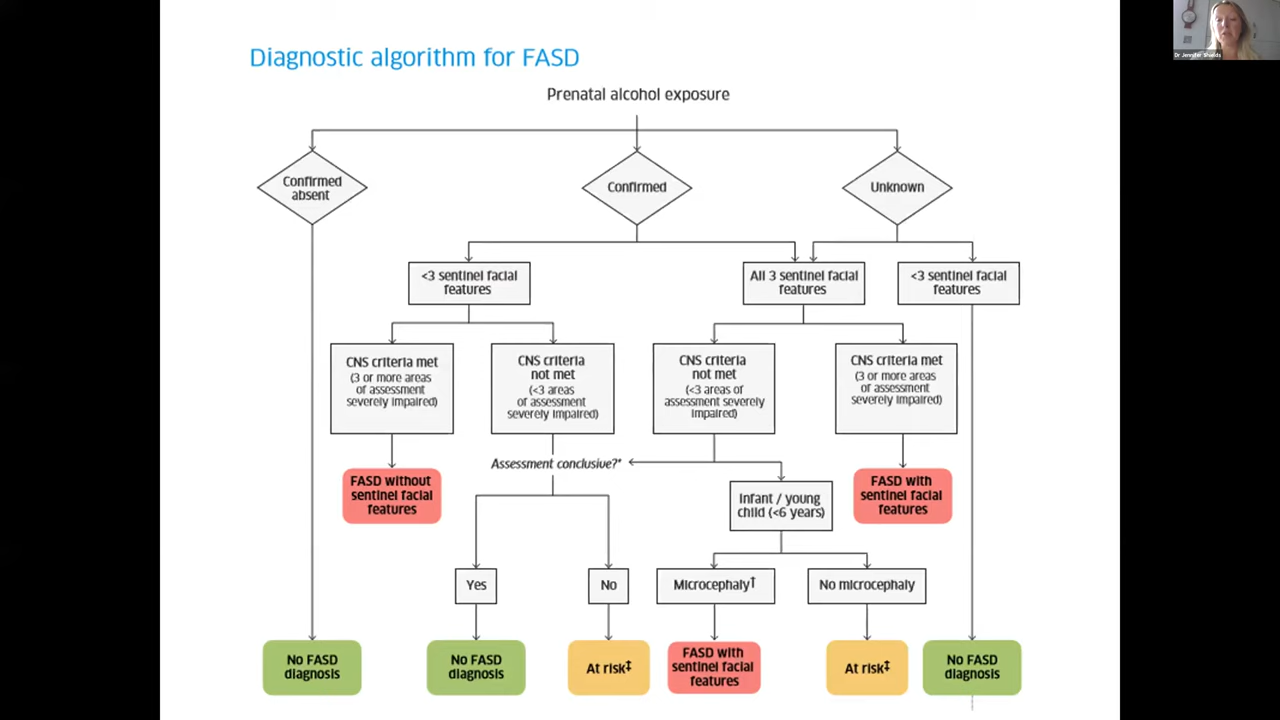 Dr Jennifer Shields
Diagnostic algorithm for FASD
Prenatal alcohol exposure
Confirmed
absent
Confirmed
Unknown
<3 sentinel facial
features
All 3 sentinel facial
features
<3 sentinel facial
features
CNS criteria met
(3 or more areas
of assessment
severely impaired)
CNS criteria
not met
(<3 areas
of assessment
severely impaired)
CNS criteria
not met
(<3 areas of
assessment severely
impaired)
CNS criteria met
(3 or more areas
of assessment
severely impaired)
Assessment conclusive?*
FASD without
sentinel facial
features
Infant / young
child (<6 years)
FASD with
sentinel facial
features
Yes
No
Microcephaly†
No microcephaly
No FASD
diagnosis
No FASD
diagnosis
At risk‡
FASD with
sentinel facial
features
At risk‡
No FASD
diagnosis